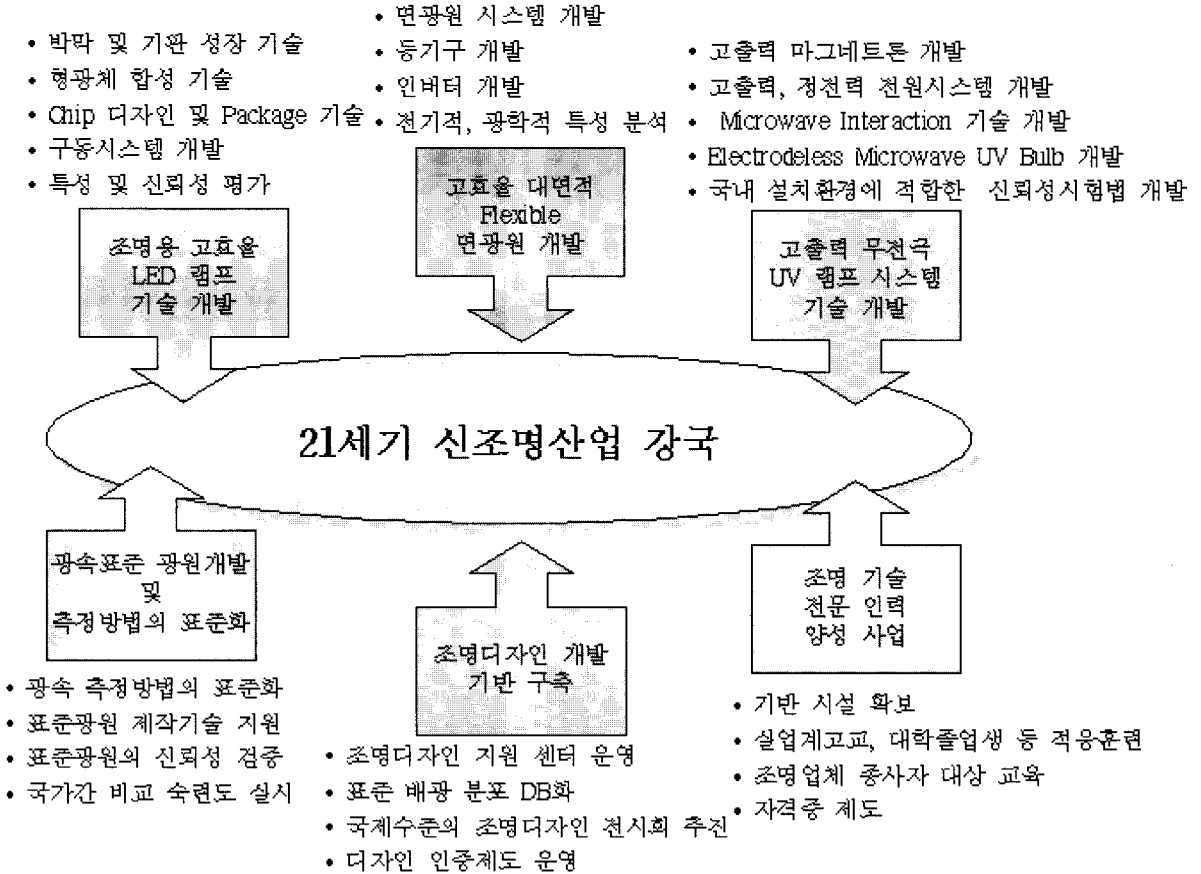 • 박막 및 기판 성장 기술
• 형광체 합성 기술
• Chip 디자인 및 Package 기술
• 구동시스템 개발
• 특성 및 신뢰성 평가
조명용 고효율
LED 램프
기술 개발
• 면광원 시스템 개발
• 등기구 개발
• 인버터 개발
• 전기적, 광학적 특성 분석
고효율 대면적
Flexible
면광원 개발
• 고출력 마그네트론 개발
• 고출력, 정전력 전원시스템 개발
• Microwave Interaction 기술 개발
• Electrodeless Microwave UV Bulb 개발
• 국내 설치환경에 적합한 신뢰성시험법 개발
고출력 무전극
UV 램프 시스템
기술 개발
21세기 신조명산업 강국
광속표준 광원개발
및
측정방법의 표준화
• 광속 측정방법의 표준화
• 표준광원 제작기술 지원
• 표준광원의 신뢰성 검증
• 국가간 비교 숙련도 실시
조명디자인 개발
기반 구축
• 조명디자인 지원 센터 운영
• 표준 배광 분포 DB화
• 국제수준의 조명디자인 전시회 추진
• 디자인 인증제도 운영
조명 기술
전문 인력
양성 사업
• 기반 시설 확보
• 실업계고교, 대학졸업생 등 적응훈련
• 조명업체 종사자 대상 교육
• 자격증 제도